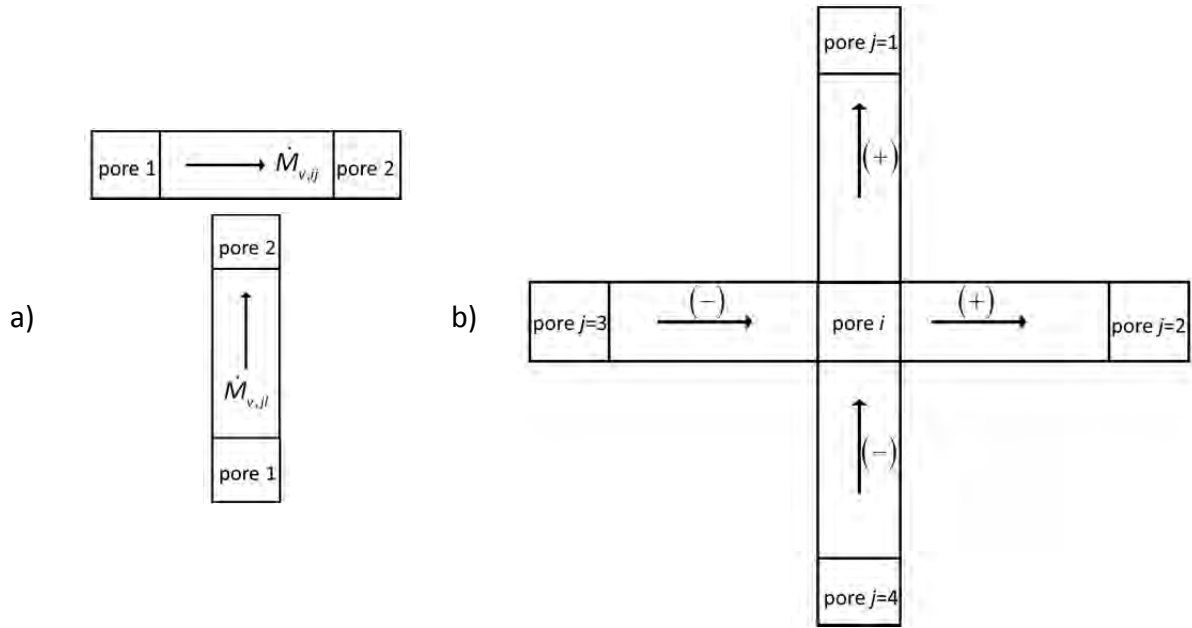 a)
pore 1
Ṁv,ij
pore 2
pore 2
Ṁv,jl
pore 1
b)
pore j=1
(+)
pore j=3
(−)
pore i
(+)
pore j=2
(−)
pore j=4